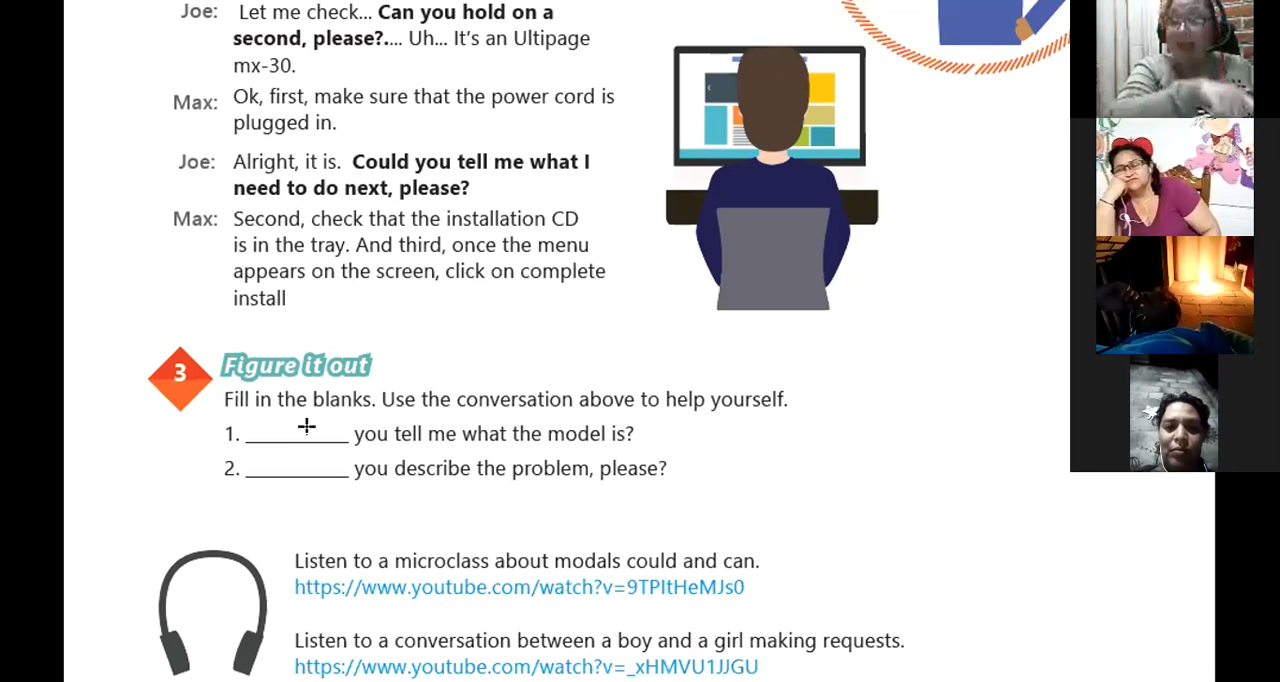 Joe: Let me check... Can you hold on a
second, please?.... Uh... It's an Ultipage
mx-30.
Max: Ok, first, make sure that the power cord is
plugged in.
Joe: Alright, it is. Could you tell me what I
need to do next, please?
Max: Second, check that the installation CD
is in the tray. And third, once the menu
appears on the screen, click on complete
install
3 Figure it out
Fill in the blanks. Use the conversation above to help yourself.
1. __________ you tell me what the model is?
2. __________ you describe the problem, please?
Listen to a microclass about modals could and can.
https://www.youtube.com/watch?v=9TPItHeMJs0
Listen to a conversation between a boy and a girl making requests.
https://www.youtube.com/watch?v=_xHMVU1JJGU